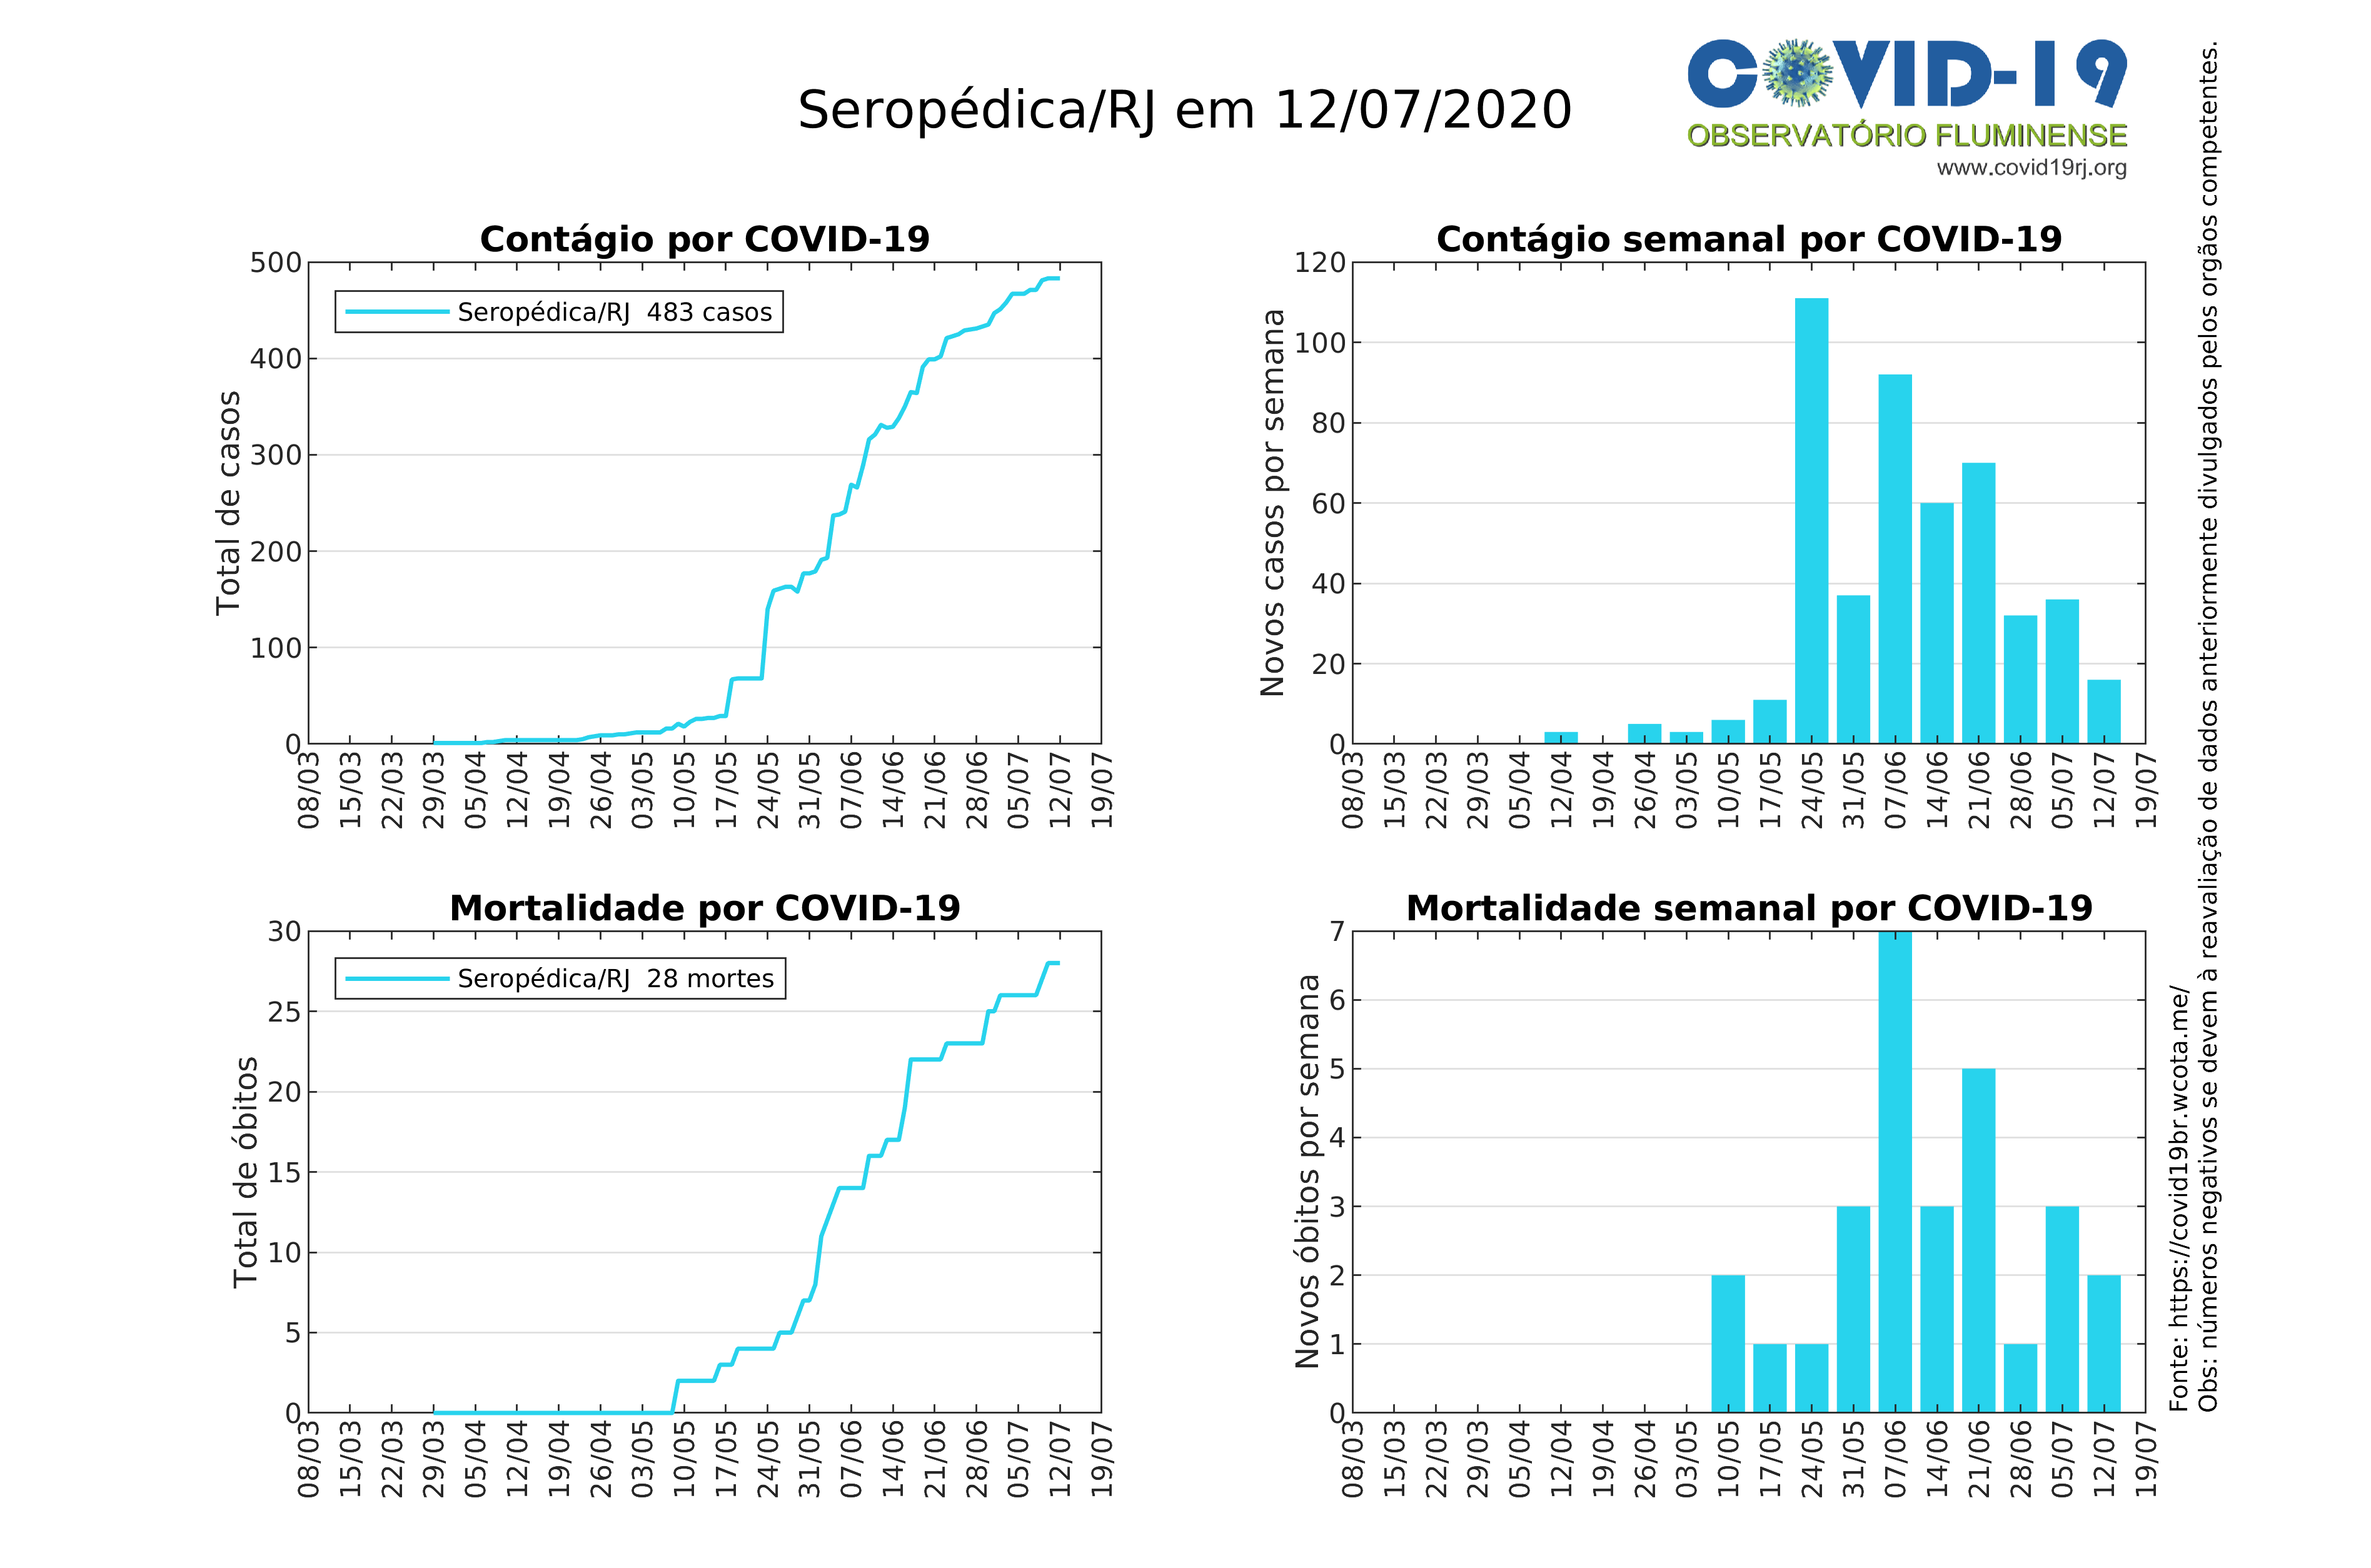 Seropédica/RJ em 12/07/2020
COVID-19
OBSERVATÓRIO FLUMINENSE
www.covid19rj.org
Contágio por COVID-19
Total de casos
500
400
300
200
100
0
Seropédica/RJ 483 casos
08/03 15/03 22/03 29/03 05/04 12/04 19/04 26/04 03/05 10/05 17/05 24/05 31/05 07/06 14/06 21/06 28/06 05/07 12/07 19/07
Contágio semanal por COVID-19
Novos casos por semana
120
100
80
60
40
20
0
08/03 15/03 22/03 29/03 05/04 12/04 19/04 26/04 03/05 10/05 17/05 24/05 31/05 07/06 14/06 21/06 28/06 05/07 12/07 19/07
Mortalidade por COVID-19
Total de óbitos
30
25
20
15
10
5
0
Seropédica/RJ 28 mortes
08/03 15/03 22/03 29/03 05/04 12/04 19/04 26/04 03/05 10/05 17/05 24/05 31/05 07/06 14/06 21/06 28/06 05/07 12/07 19/07
Mortalidade semanal por COVID-19
Novos óbitos por semana
7
6
5
4
3
2
1
0
08/03 15/03 22/03 29/03 05/04 12/04 19/04 26/04 03/05 10/05 17/05 24/05 31/05 07/06 14/06 21/06 28/06 05/07 12/07 19/07
Fonte: https://covid19br.wcota.me/
Obs: números negativos se devem à reavaliação de dados anteriormente divulgados pelos orgãos competentes.